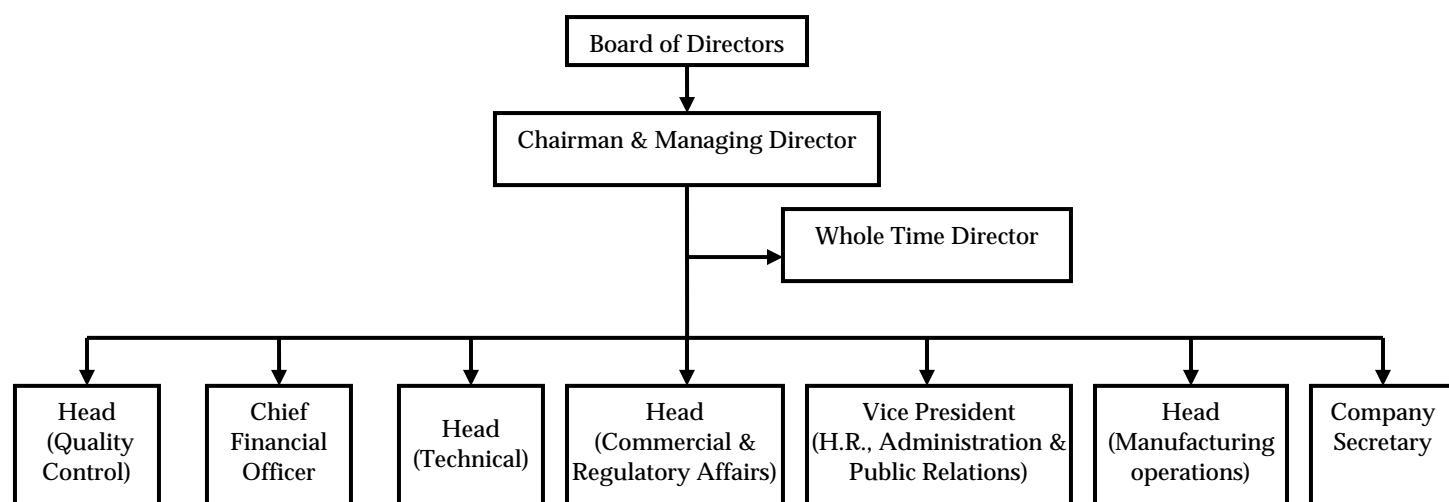 Board of Directors
Chairman & Managing Director
Whole Time Director
Head
(Quality
Control)
Chief
Financial
Officer
Head
(Technical)
Head
(Commercial &
Regulatory Affairs)
Vice President
(H.R., Administration &
Public Relations)
Head
(Manufacturing
operations)
Company
Secretary